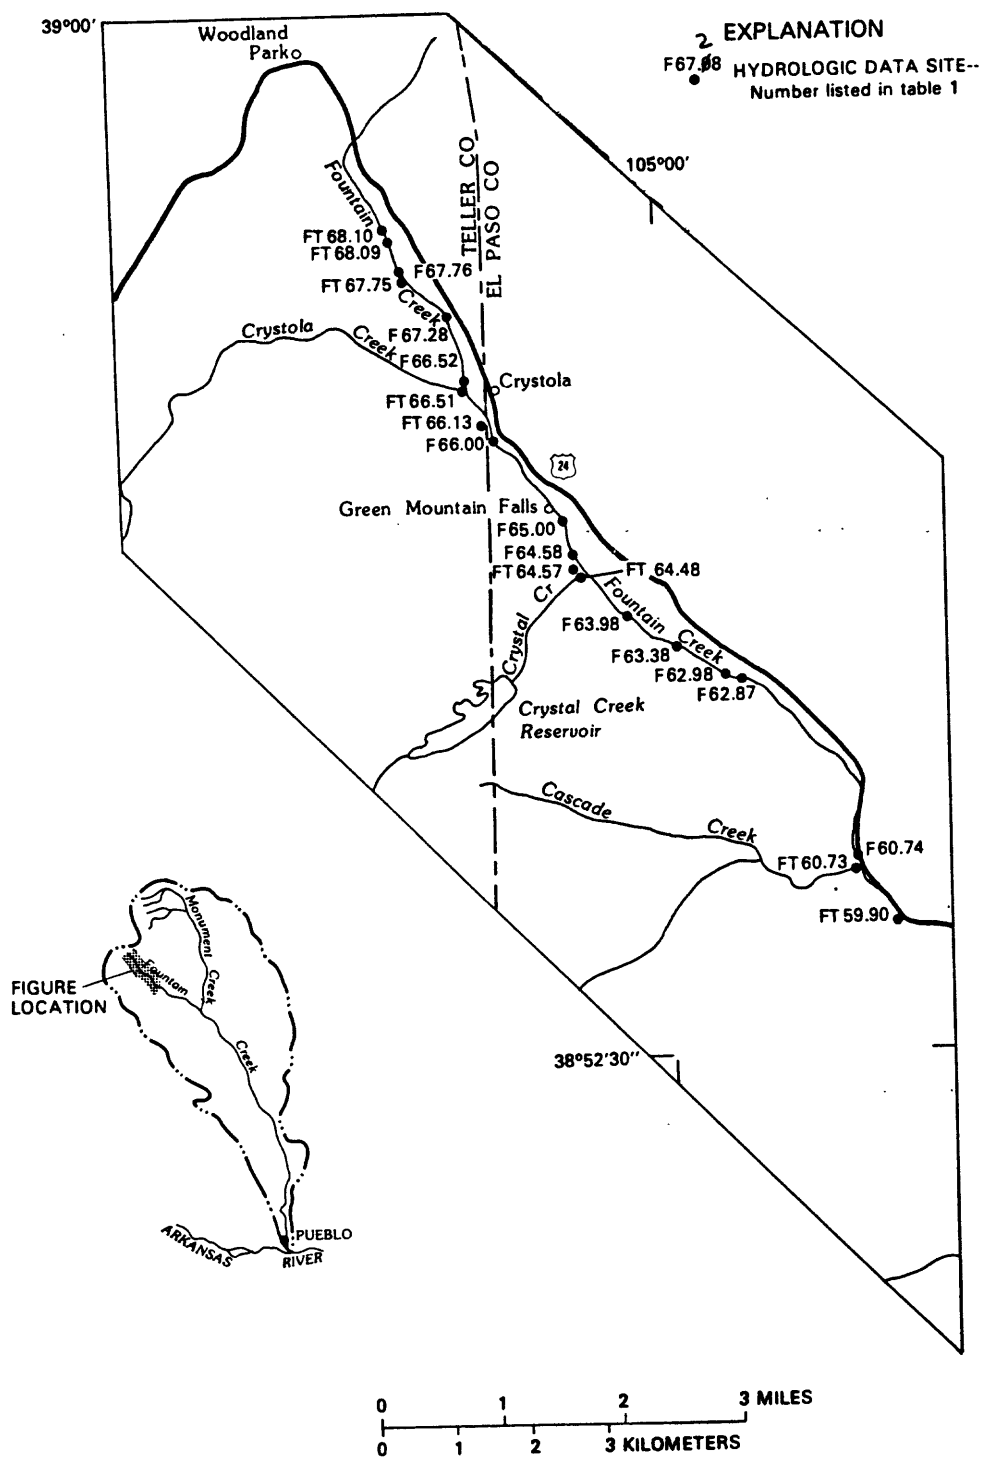 39°00'
Woodland
Park
2 EXPLANATION
F67.08 HYDROLOGIC DATA SITE--
Number listed in table 1
105°00'
TELLER CO
EL PASO CO
Fountain
Creek
FT 68.10
FT 68.09
F67.76
FT 67.75
F67.28
Crystola
Creek
F66.52
Crystola
FT 66.51
FT 66.13
F66.00
24
Green Mountain Falls
F65.00
F64.58
FT 64.57
FT 64.48
Crystal Cr
Fountain Creek
F63.98
F63.38
F62.98
F62.87
Crystal Creek
Reservoir
Cascade Creek
F60.74
FT 60.73
FT 59.90
Monument
Creek
FIGURE
LOCATION
Fountain
Creek
38°52'30"
PUEBLO
ARKANSAS
RIVER
0 1 2 3 MILES
0 1 2 3 KILOMETERS